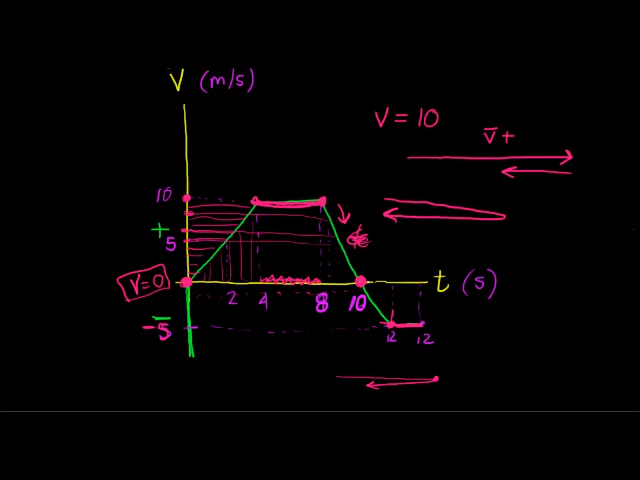 V (m/s)
V = 10
v̄ +
10
+
5
V=0
t (s)
2 4 8 10
-5
12 12